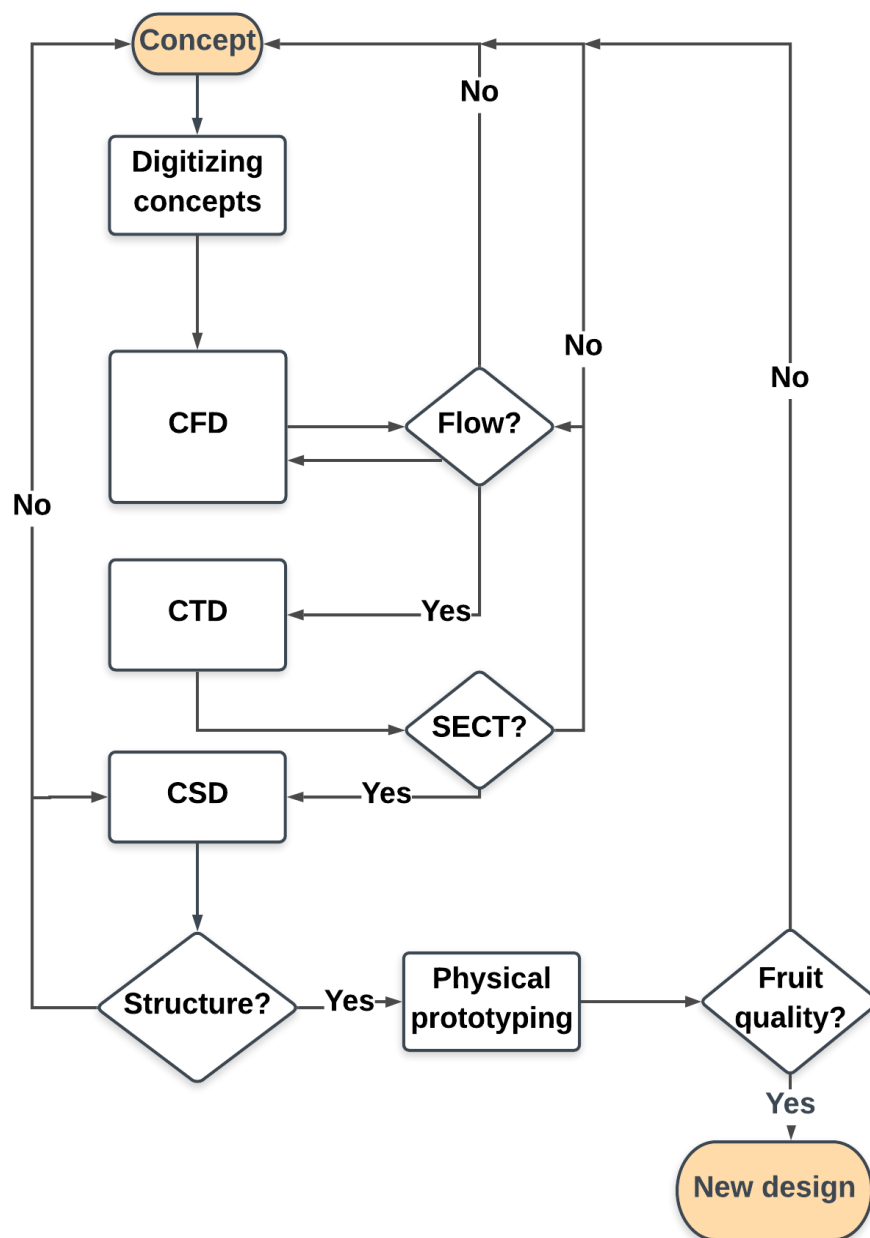 Concept
No
Digitizing
concepts
No
No
CFD
Flow?
No
CTD
Yes
SECT?
CSD
Yes
Structure?
Yes
Physical
prototyping
Fruit
quality?
Yes
New design